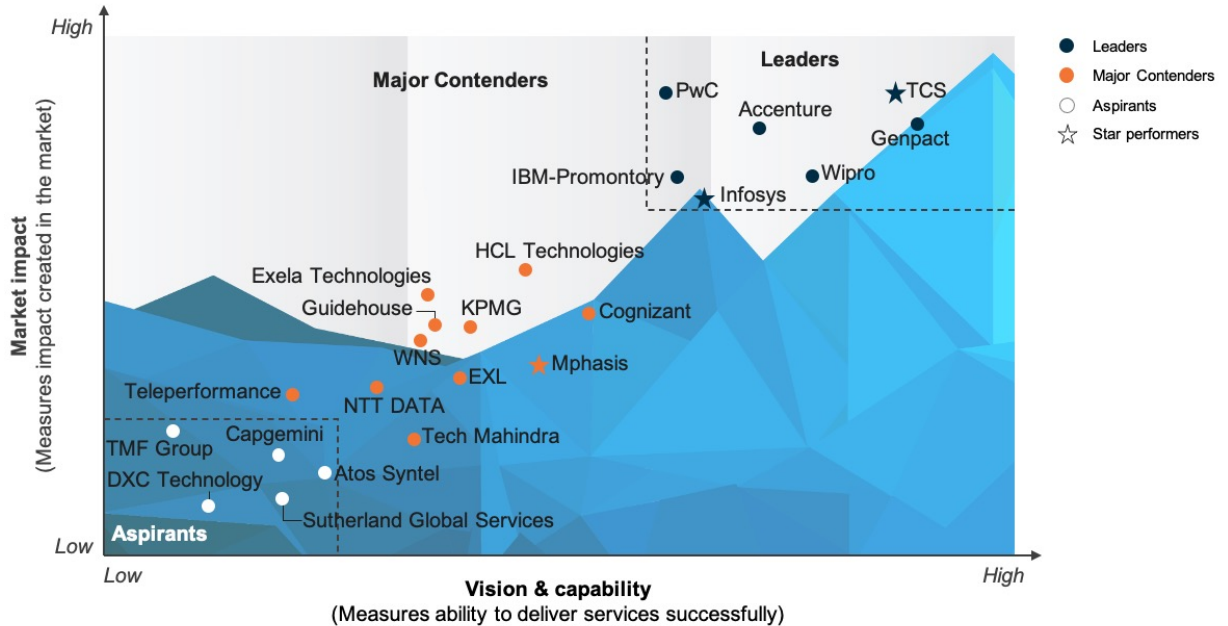 High
Leaders
Major Contenders
PwC
TCS
Accenture
Genpact
IBM-Promontory
Wipro
Infosys
HCL Technologies
Exela Technologies
Guidehouse
KPMG
Cognizant
WNS
Mphasis
EXL
Teleperformance
NTT DATA
Tech Mahindra
Capgemini
TMF Group
Atos Syntel
DXC Technology
Sutherland Global Services
Aspirants
Low
Market impact
(Measures impact created in the market)
Low
High
Vision & capability
(Measures ability to deliver services successfully)
Leaders
Major Contenders
Aspirants
Star performers